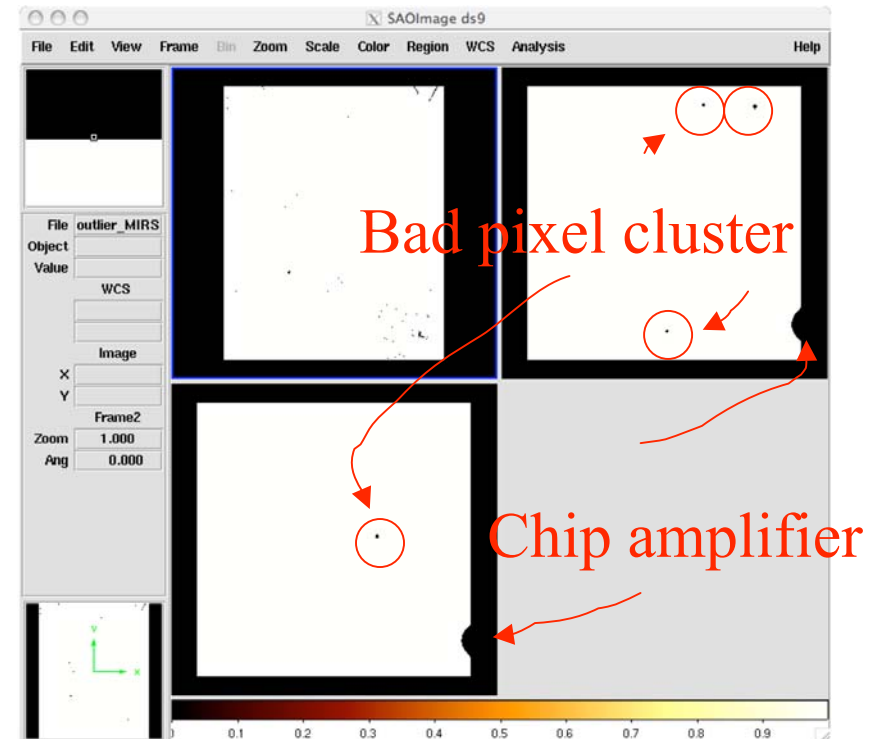 SAOImage ds9
File Edit View Frame Bin Zoom Scale Color Region WCS Analysis Help
File outlier_MIRS
Object
Value
WCS
Image
X
Y
Frame2
Zoom 1.000
Ang 0.000
Bad pixel cluster
Chip amplifier
Y
X
0 0.1 0.2 0.3 0.4 0.5 0.6 0.7 0.8 0.9